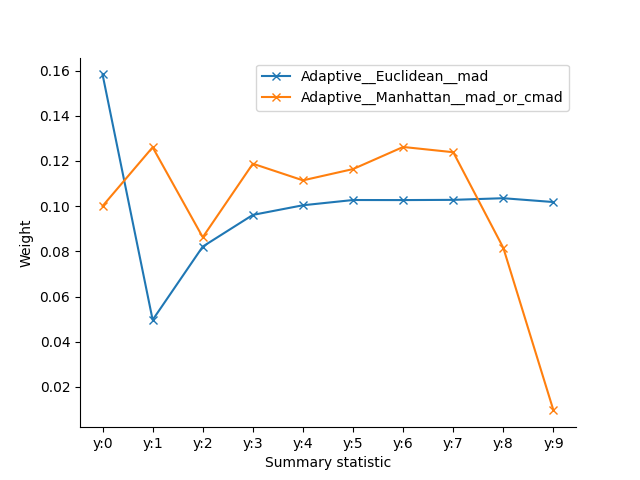 Adaptive__Euclidean__mad
Adaptive__Manhattan__mad_or_cmad
Weight
0.16
0.14
0.12
0.10
0.08
0.06
0.04
0.02
y:0 y:1 y:2 y:3 y:4 y:5 y:6 y:7 y:8 y:9
Summary statistic